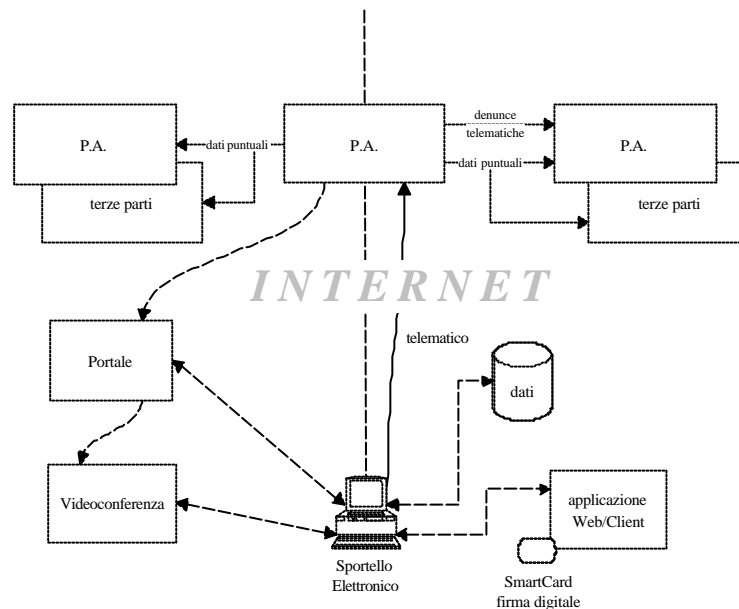 denunce
telematiche
P.A.
dati puntuali
P.A.
dati puntuali
P.A.
terze parti
terze parti
INTERNET
telematico
Portale
dati
Videoconferenza
applicazione
Web/Client
Sportello
Elettronico
SmartCard
firma digitale